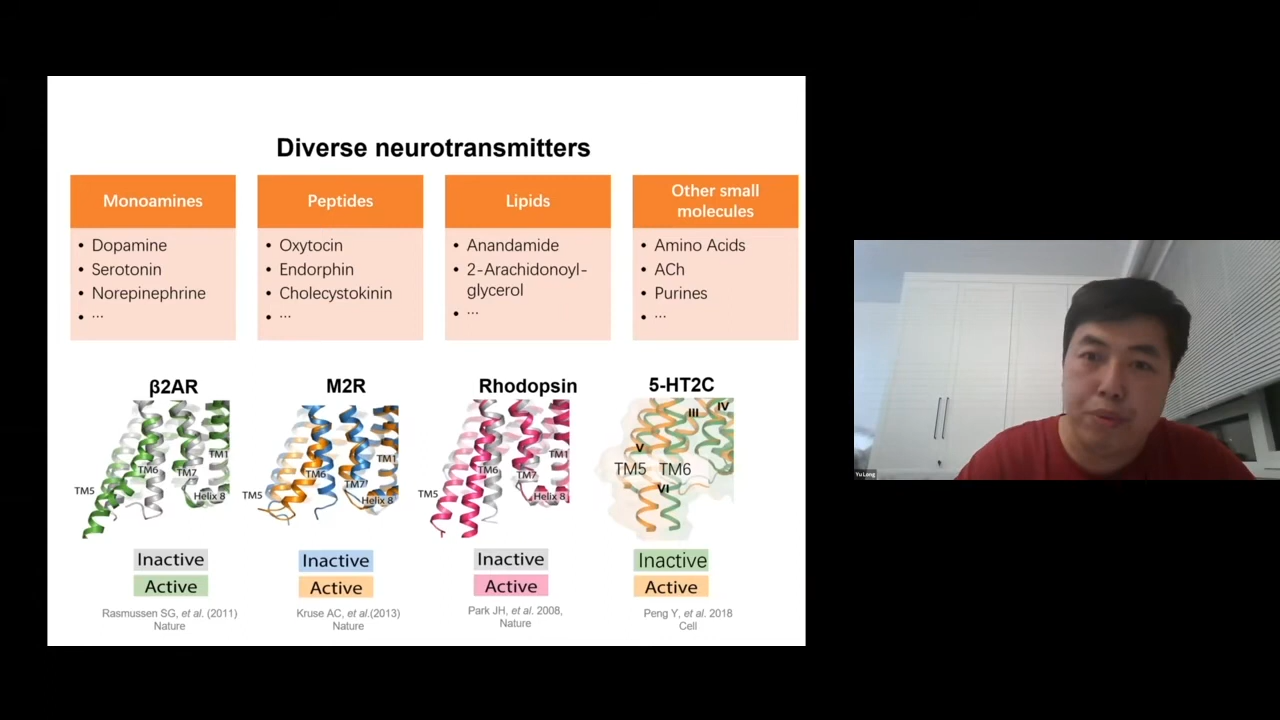 Diverse neurotransmitters
Monoamines
• Dopamine
• Serotonin
• Norepinephrine
• ...
Peptides
• Oxytocin
• Endorphin
• Cholecystokinin
• ...
Lipids
• Anandamide
• 2-Arachidonoyl-
glycerol
• ...
Other small
molecules
• Amino Acids
• ACh
• Purines
• ...
β2AR
TM6
TM7
TM1
TM5
Helix 8
Inactive
Active
Rasmussen SG, et al. (2011)
Nature
M2R
TM6
TM7
TM1
TM5
Helix 8
Inactive
Active
Kruse AC, et al.(2013)
Nature
Rhodopsin
TM6
TM7
TM1
TM5
Helix 8
Inactive
Active
Park JH, et al. 2008,
Nature
5-HT2C
III
IV
V
TM5
TM6
VI
Inactive
Active
Peng Y, et al. 2018
Cell
Yu Long